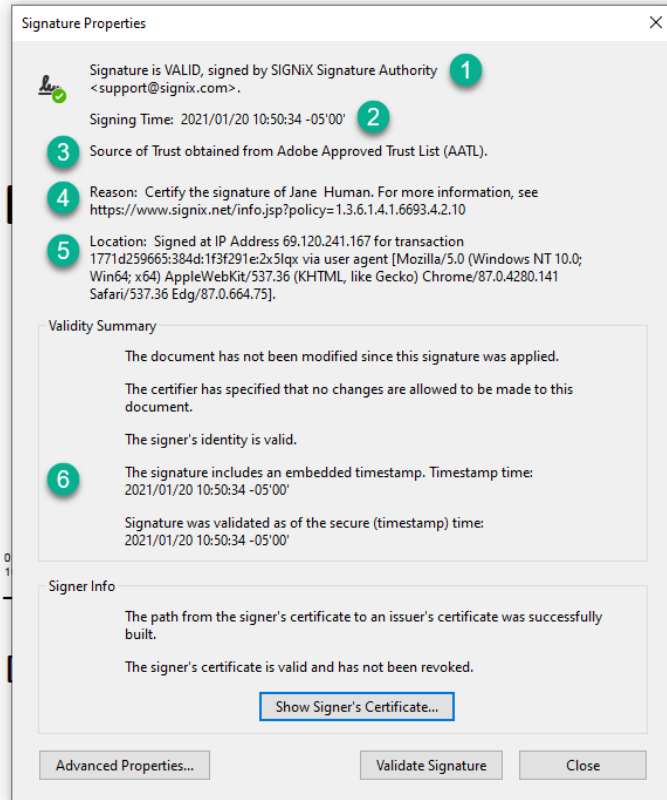 Signature Properties
Signature is VALID, signed by SIGNiX Signature Authority 1
<support@signix.com>.
Signing Time: 2021/01/20 10:50:34 -05'00' 2
3 Source of Trust obtained from Adobe Approved Trust List (AATL).
4 Reason: Certify the signature of Jane Human. For more information, see
https://www.signix.net/info.jsp?policy=1.3.6.1.4.1.6693.4.2.10
5 Location: Signed at IP Address 69.120.241.167 for transaction
1771d259665:384d:1f3f291e:2x5lqx via user agent [Mozilla/5.0 (Windows NT 10.0;
Win64; x64) AppleWebKit/537.36 (KHTML, like Gecko) Chrome/87.0.4280.141
Safari/537.36 Edg/87.0.664.75].
Validity Summary
The document has not been modified since this signature was applied.
The certifier has specified that no changes are allowed to be made to this
document.
The signer's identity is valid.
6 The signature includes an embedded timestamp. Timestamp time:
2021/01/20 10:50:34 -05'00'
Signature was validated as of the secure (timestamp) time:
2021/01/20 10:50:34 -05'00'
Signer Info
The path from the signer's certificate to an issuer's certificate was successfully
built.
The signer's certificate is valid and has not been revoked.
Show Signer's Certificate...
Advanced Properties... Validate Signature Close